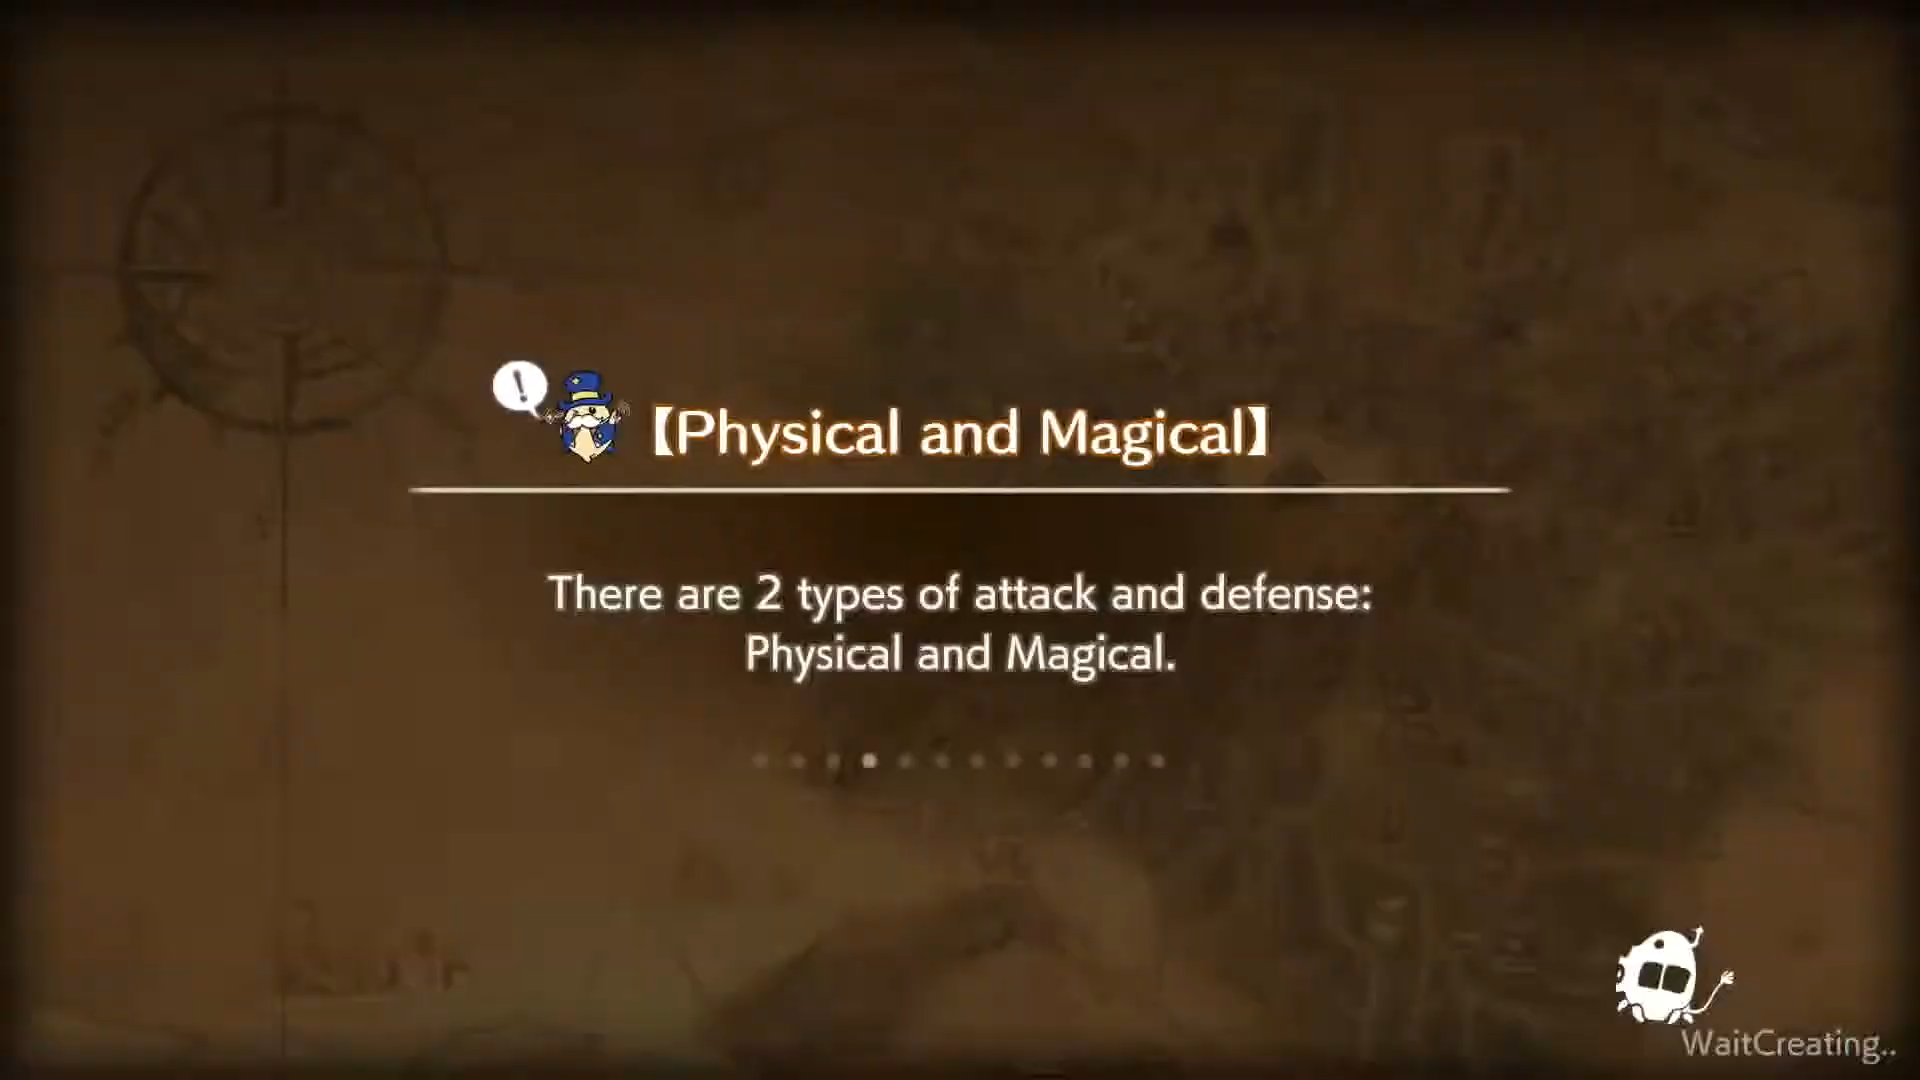 【Physical and Magical】
There are 2 types of attack and defense:
Physical and Magical.
WaitCreating..